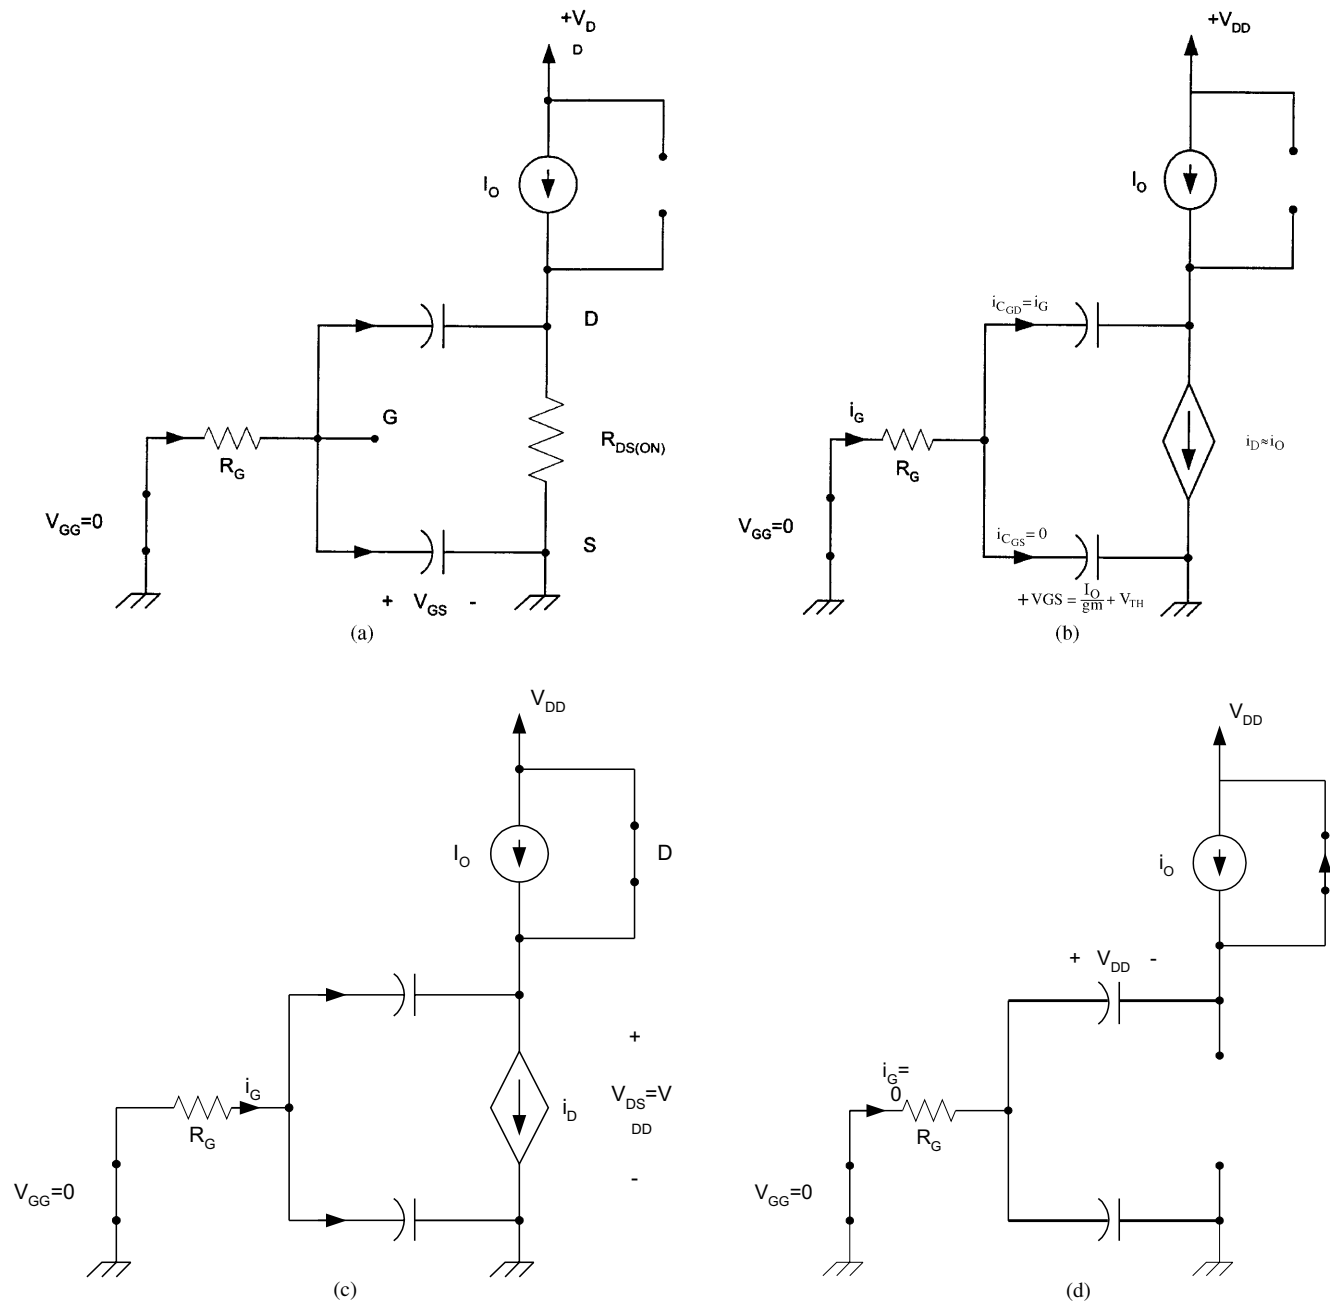 +V_D
D
I_O
D
G
R_G
R_DS(ON)
V_GG=0
S
+ V_GS -
(a)
+V_DD
I_O
i_C_GD=i_G
i_G
R_G
i_D≈i_O
V_GG=0
i_C_GS=0
+VGS=I_O/gm+V_TH
(b)
V_DD
I_O
D
+
i_G
V_DS=V
DD
i_D
R_G
-
V_GG=0
(c)
V_DD
i_O
+ V_DD -
i_G=
0
R_G
V_GG=0
(d)